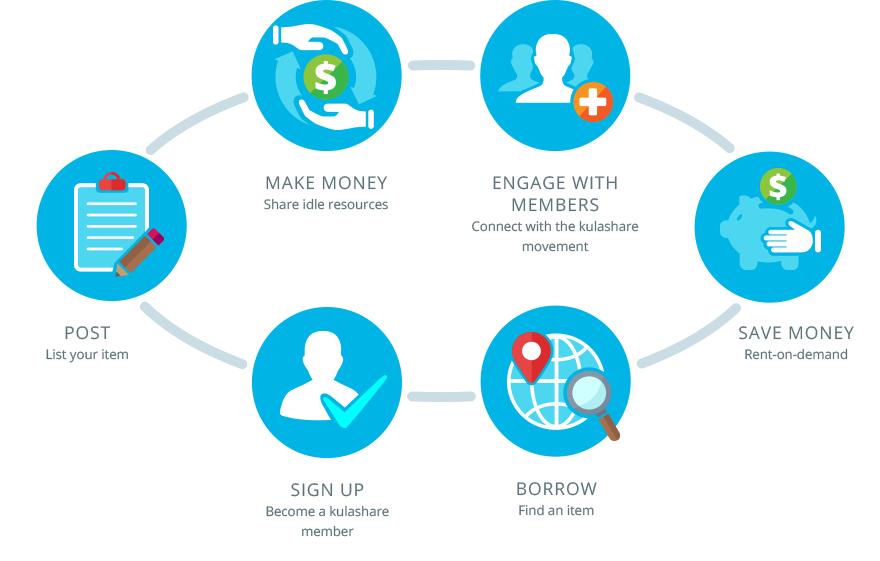 $
MAKE MONEY
Share idle resources
ENGAGE WITH
MEMBERS
Connect with the kulashare
movement
$
POST
List your item
SAVE MONEY
Rent-on-demand
SIGN UP
Become a kulashare
member
BORROW
Find an item